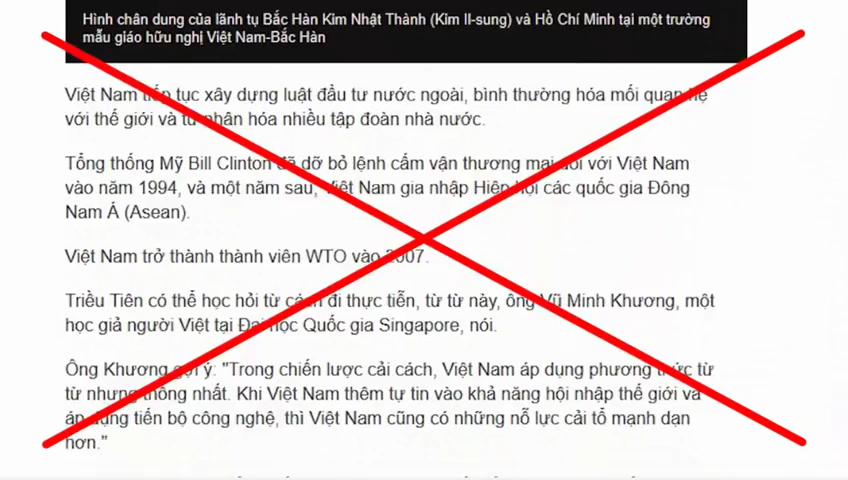 Hình chân dung của lãnh tụ Bắc Hàn Kim Nhật Thành (Kim Il-sung) và Hồ Chí Minh tại một trường
mẫu giáo hữu nghị Việt Nam-Bắc Hàn
Việt Nam tiếp tục xây dựng luật đầu tư nước ngoài, bình thường hóa mối quan hệ
với thế giới và tư nhân hóa nhiều tập đoàn nhà nước.
Tổng thống Mỹ Bill Clinton đã dỡ bỏ lệnh cấm vận thương mại đối với Việt Nam
vào năm 1994, và một năm sau, Việt Nam gia nhập Hiệp hội các quốc gia Đông
Nam Á (Asean).
Việt Nam trở thành thành viên WTO vào 2007.
Triều Tiên có thể học hỏi từ cách đi thực tiễn, từ từ này, ông Vũ Minh Khương, một
học giả người Việt tại Đại học Quốc gia Singapore, nói.
Ông Khương gợi ý: "Trong chiến lược cải cách, Việt Nam áp dụng phương thức từ
từ nhưng thống nhất. Khi Việt Nam thêm tự tin vào khả năng hội nhập thế giới và
áp dụng tiến bộ công nghệ, thì Việt Nam cũng có những nỗ lực cải tổ mạnh dạn
hơn."